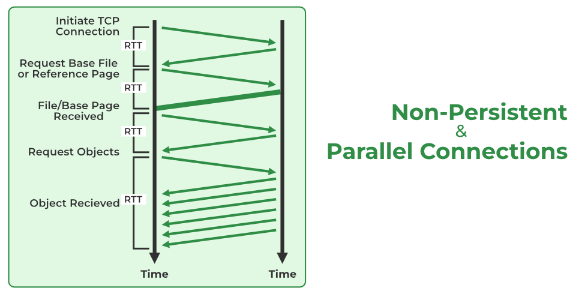 Initiate TCP
Connection
RTT
Request Base File
or Reference Page
RTT
File/Base Page
Received
RTT
Request Objects
Object Recieved
RTT
Time
Time
Non-Persistent
&
Parallel Connections